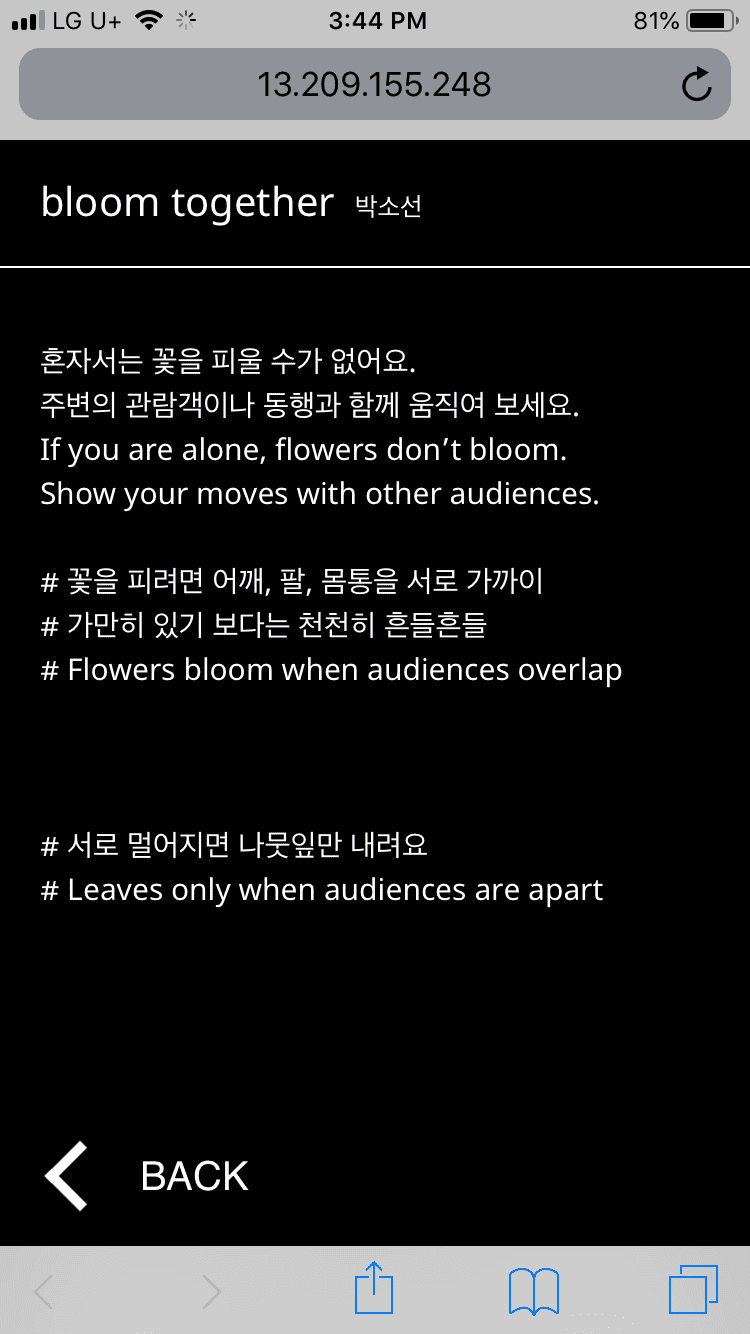 LG U+ 3:44 PM 81%
13.209.155.248
bloom together 박소선
혼자서는 꽃을 피울 수가 없어요.
주변의 관람객이나 동행과 함께 움직여 보세요.
If you are alone, flowers don’t bloom.
Show your moves with other audiences.
# 꽃을 피려면 어깨, 팔, 몸통을 서로 가까이
# 가만히 있기 보다는 천천히 흔들흔들
# Flowers bloom when audiences overlap
# 서로 멀어지면 나뭇잎만 내려요
# Leaves only when audiences are apart
BACK